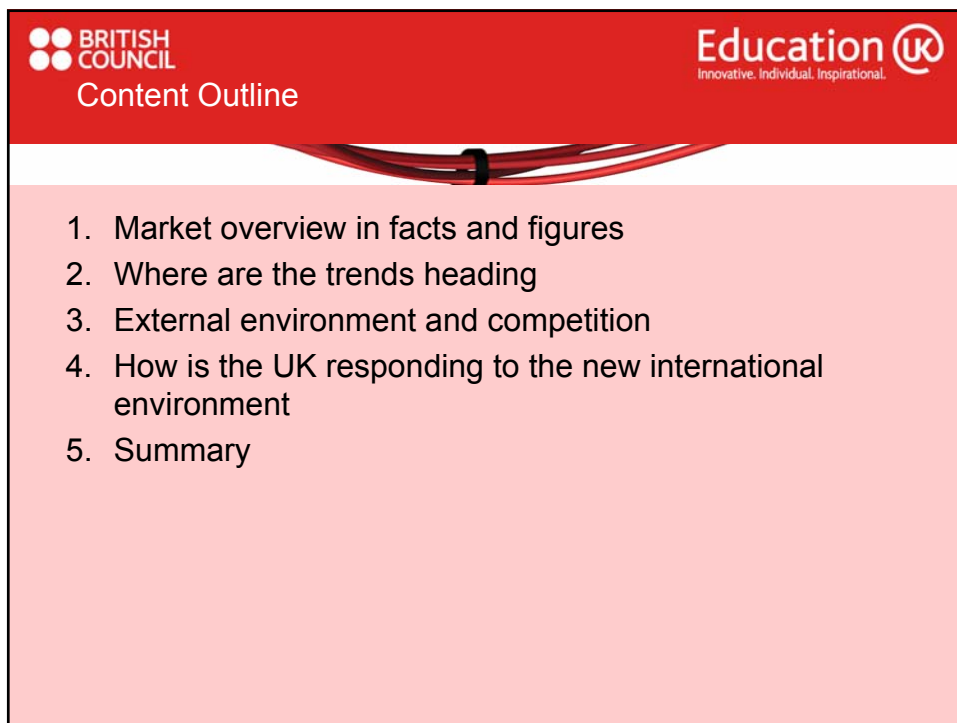 BRITISH
COUNCIL
Education UK
Innovative. Individual. Inspirational.
Content Outline
1. Market overview in facts and figures
2. Where are the trends heading
3. External environment and competition
4. How is the UK responding to the new international
environment
5. Summary